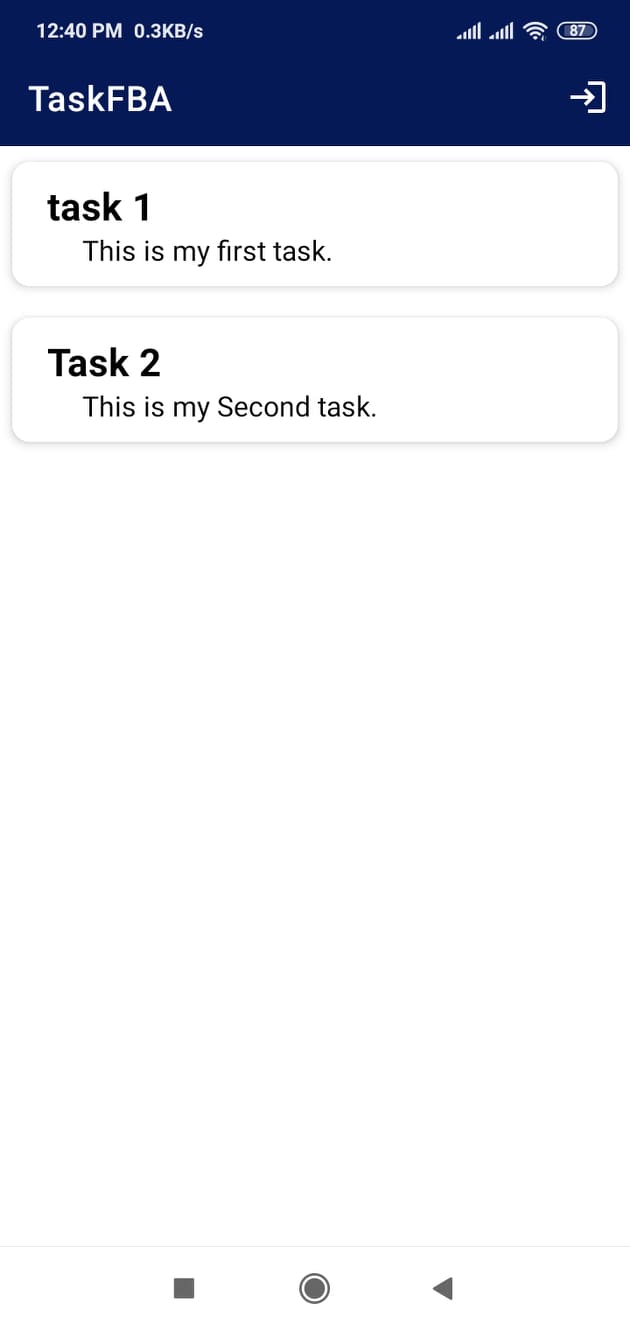 12:40 PM 0.3KB/s 87
TaskFBA
task 1
This is my first task.
Task 2
This is my Second task.